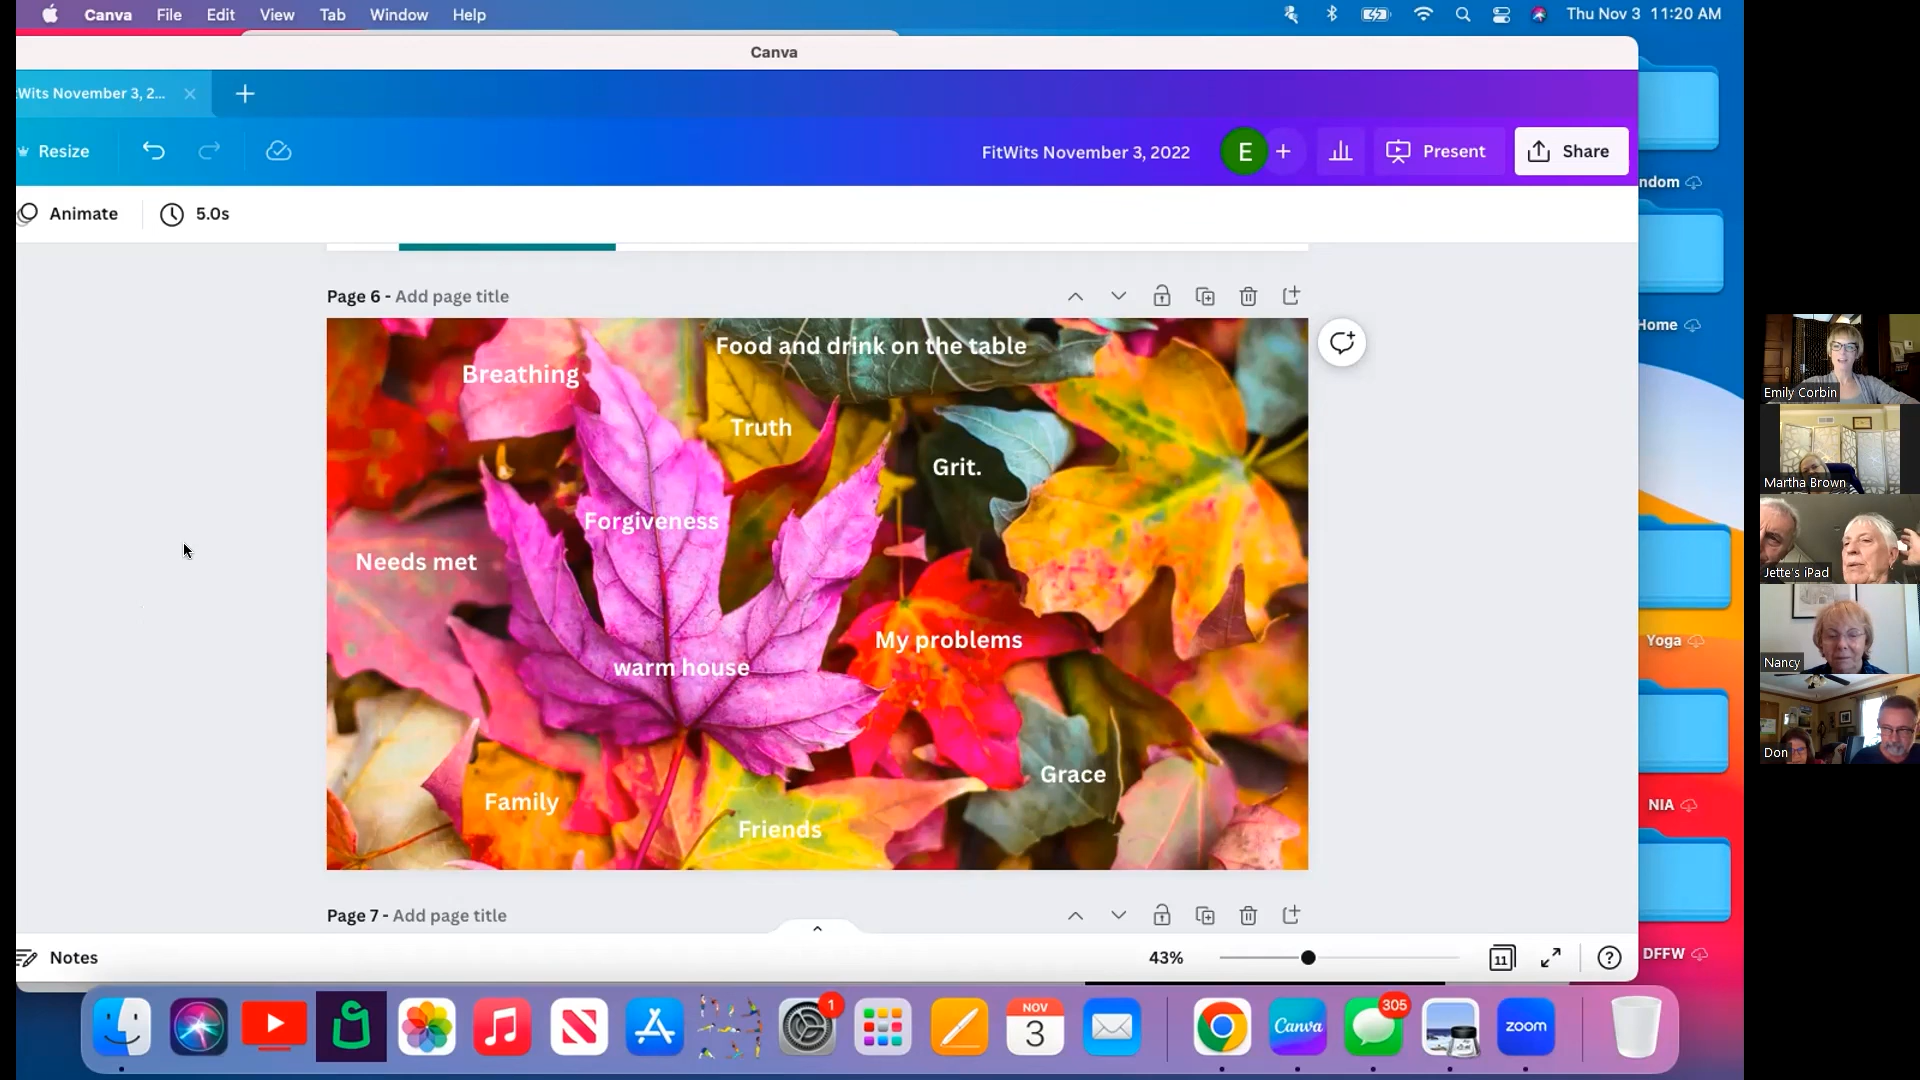 Canva File Edit View Tab Window Help Thu Nov 3 11:20 AM
Canva
Wits November 3, 2...
Resize FitWits November 3, 2022 E Present Share
ndom
Animate 5.0s
Page 6 - Add page title
Home
Food and drink on the table
Breathing
Truth
Grit.
Forgiveness
Needs met
My problems
warm house
Grace
Family
Friends
Yoga
NIA
DFFW
Emily Corbin
Martha Brown
Jette's iPad
Nancy
Don
Page 7 - Add page title
Notes 43% 11 ?
1
NOV
3
Canva
305
zoom